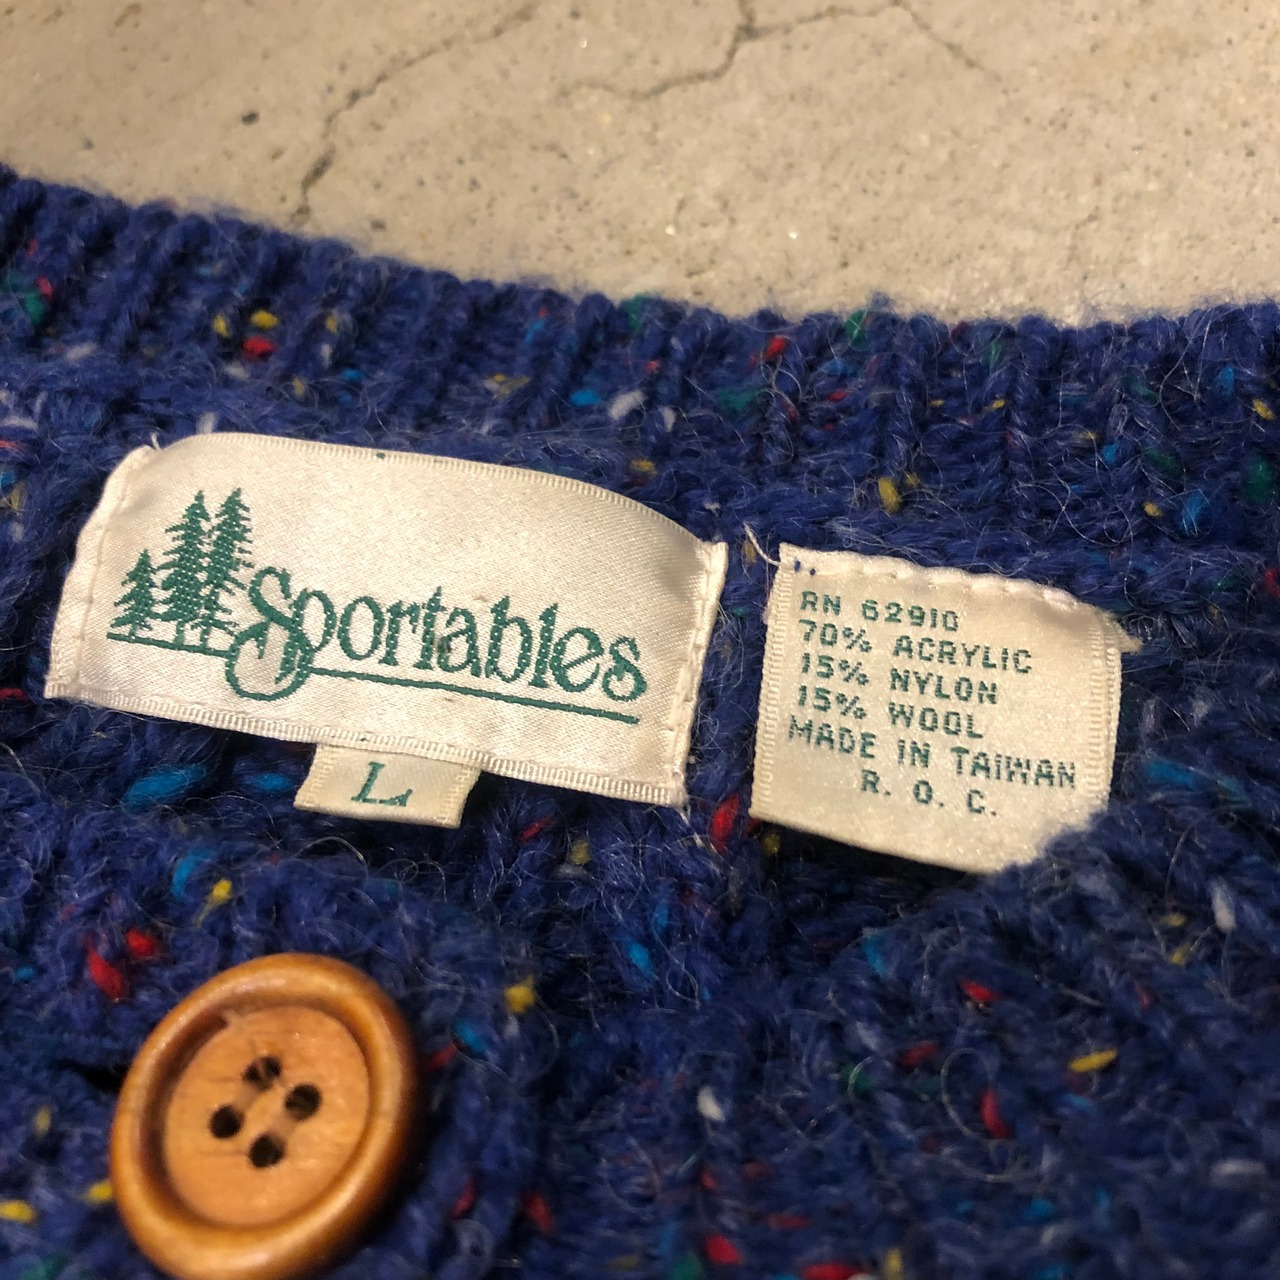 Sportables
L
RN 62910
70% ACRYLIC
15% NYLON
15% WOOL
MADE IN TAIWAN
R. O. C.